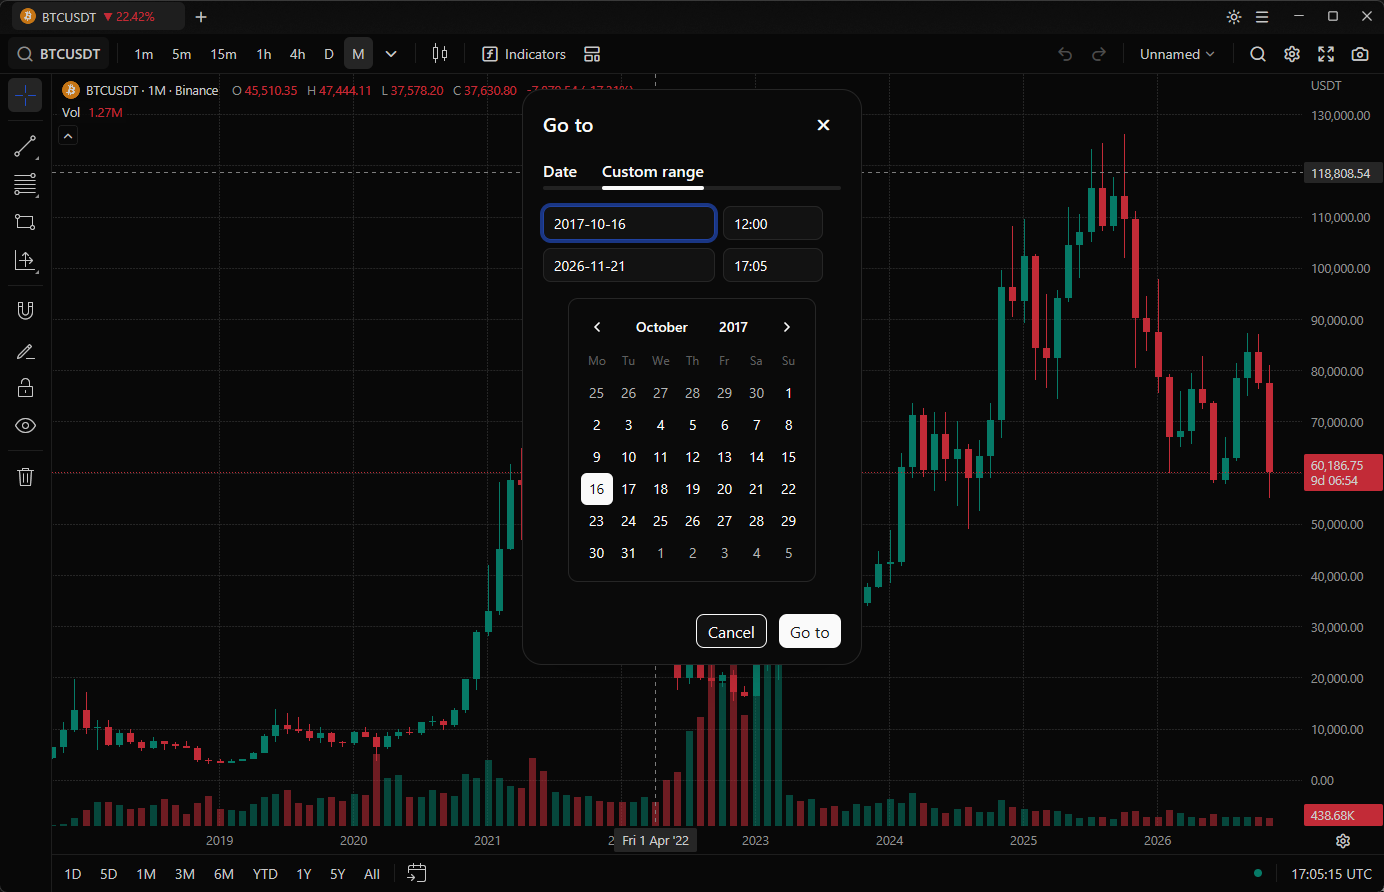 BTCUSDT ▼ 22.42%
BTCUSDT 1m 5m 15m 1h 4h D M Indicators Unnamed
BTCUSDT · 1M · Binance O 45,510.35 H 47,444.11 L 37,578.20 C 37,630.80
Vol 1.27M
Go to
Date Custom range
2017-10-16 12:00
2026-11-21 17:05
October 2017
Mo Tu We Th Fr Sa Su
25 26 27 28 29 30 1
2 3 4 5 6 7 8
9 10 11 12 13 14 15
16 17 18 19 20 21 22
23 24 25 26 27 28 29
30 31 1 2 3 4 5
Cancel Go to
USDT
130,000.00
118,808.54
110,000.00
100,000.00
90,000.00
80,000.00
70,000.00
60,186.75
9d 06:54
50,000.00
40,000.00
30,000.00
20,000.00
10,000.00
0.00
438.68K
2019 2020 2021 Fri 1 Apr '22 2023 2024 2025 2026
1D 5D 1M 3M 6M YTD 1Y 5Y All 17:05:15 UTC